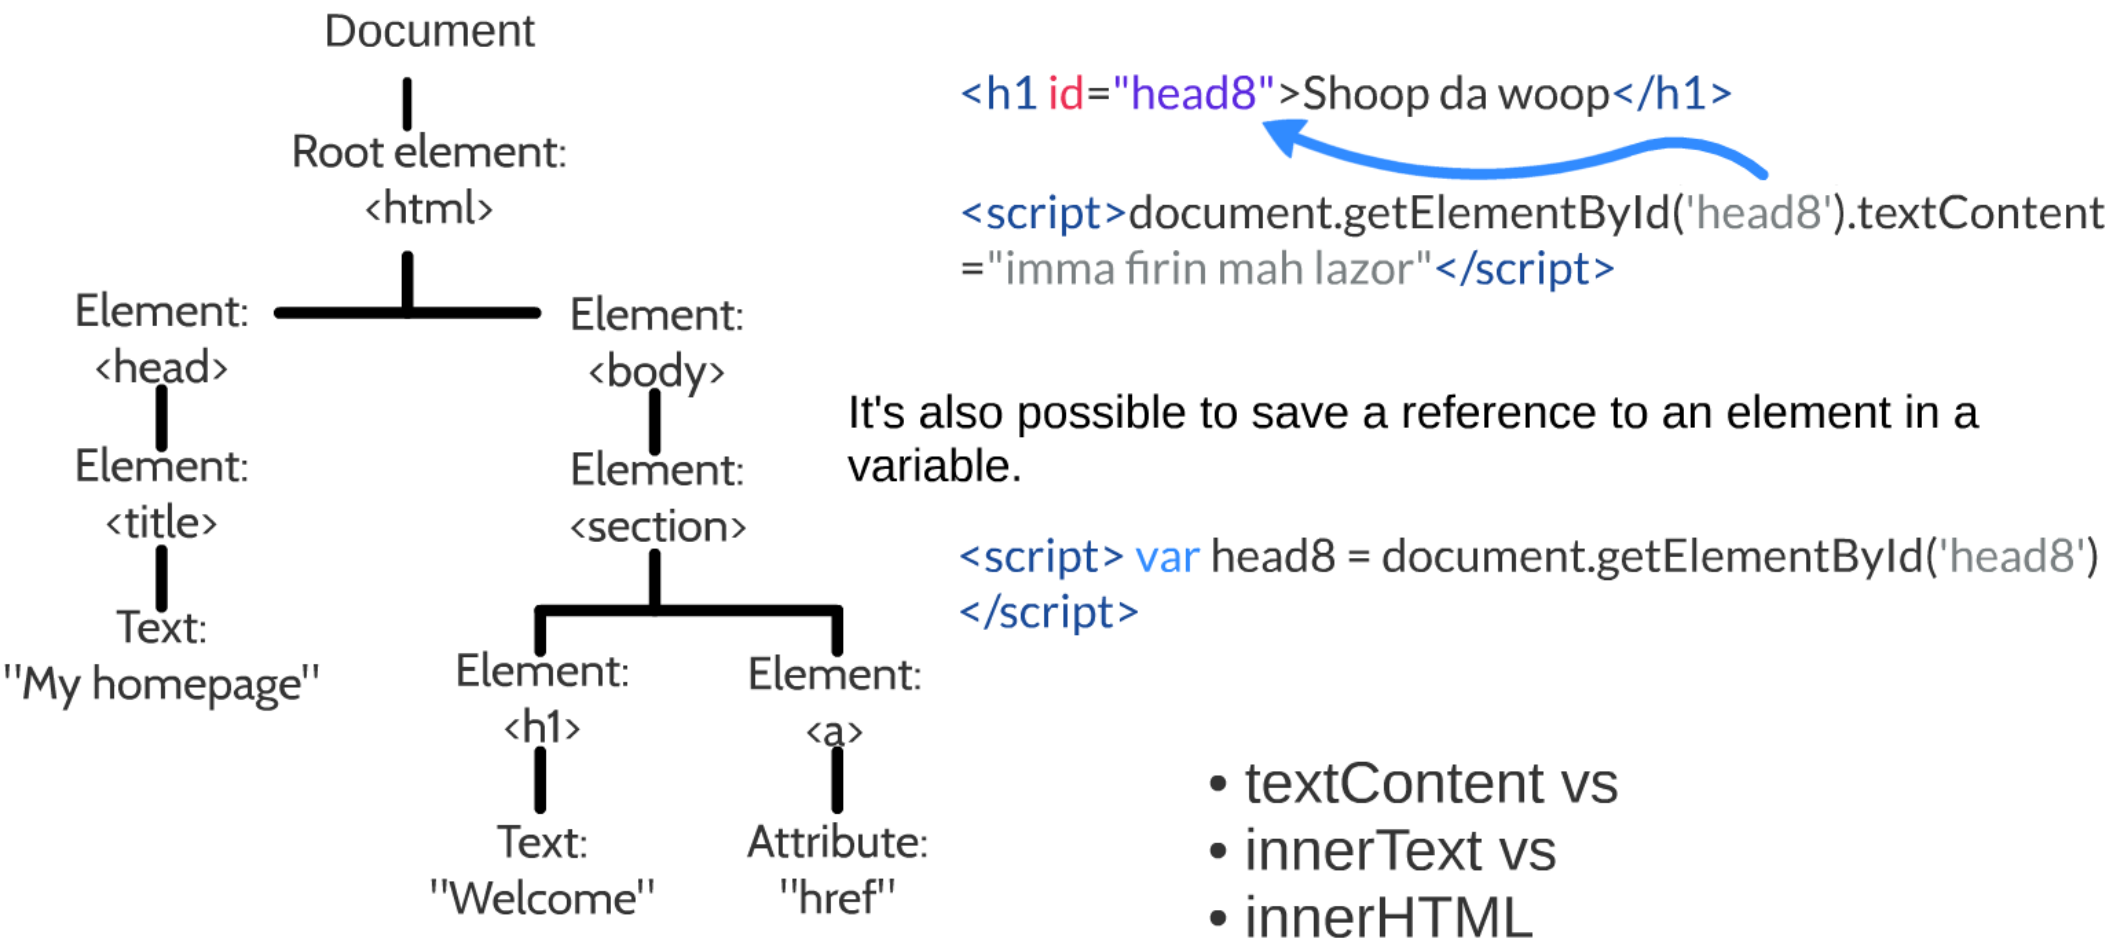 Document
Root element:
<html>
Element:
<head>
Element:
<title>
Text:
"My homepage"
Element:
<body>
Element:
<section>
Element:
<h1>
Text:
"Welcome"
Element:
<a>
Attribute:
"href"
<h1 id="head8">Shoop da woop</h1>
<script>document.getElementById('head8').textContent
="imma firin mah lazor"</script>
It's also possible to save a reference to an element in a
variable.
<script> var head8 = document.getElementById('head8')
</script>
• textContent vs
• innerText vs
• innerHTML